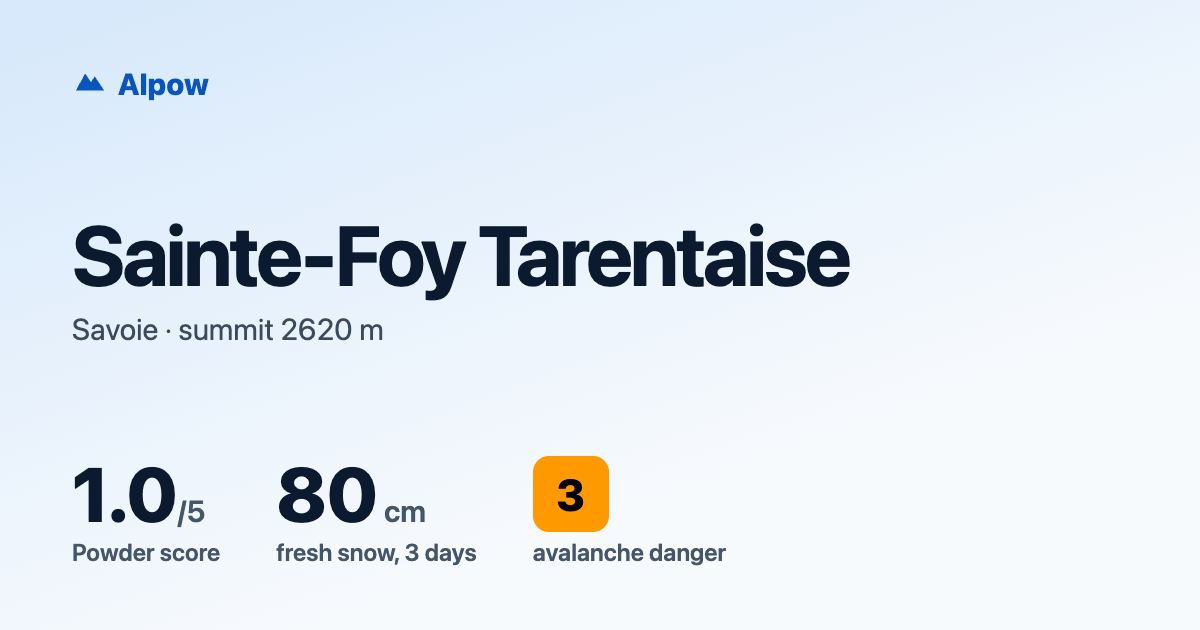 Alpow
Sainte-Foy Tarentaise
Savoie · summit 2620 m
1.0/5
Powder score
80 cm
fresh snow, 3 days
3
avalanche danger